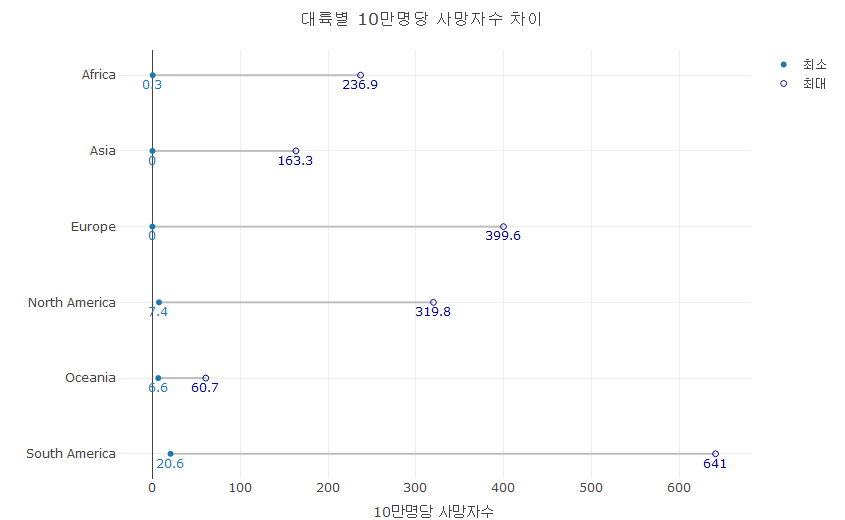 대륙별 10만명당 사망자수 차이
최소
최대
Africa
0.3
236.9
Asia
0
163.3
Europe
0
399.6
North America
7.4
319.8
Oceania
6.6
60.7
South America
20.6
641
0 100 200 300 400 500 600
10만명당 사망자수